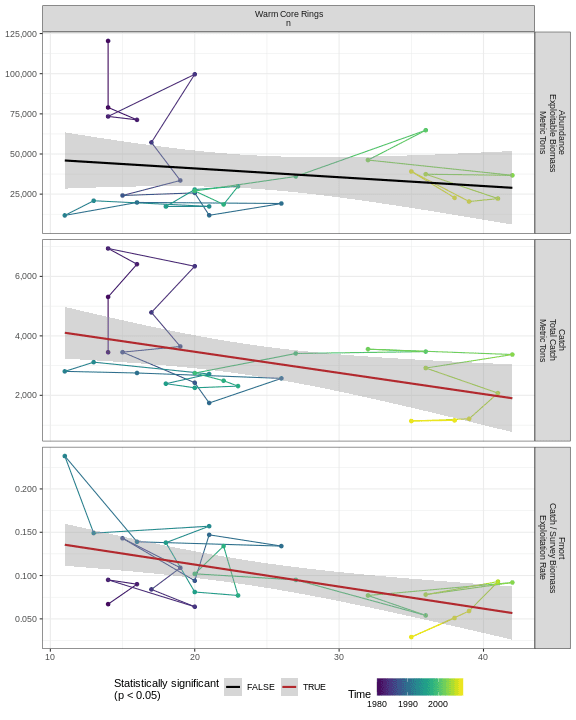 Warm Core Rings
n
125,000
100,000
75,000
50,000
25,000
Abundance
Exploitable Biomass
Metric Tons
6,000
4,000
2,000
Catch
Total Catch
Metric Tons
0.200
0.150
0.100
0.050
Fmort
Catch / Survey Biomass
Exploitation Rate
10 20 30 40
Statistically significant
(p < 0.05)
FALSE TRUE
Time
1980 1990 2000